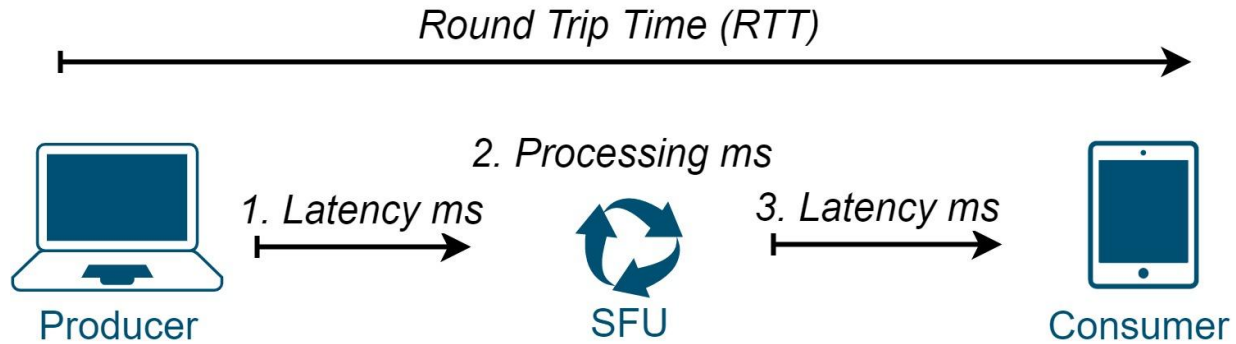 Round Trip Time (RTT)
2. Processing ms
1. Latency ms
3. Latency ms
Producer
SFU
Consumer